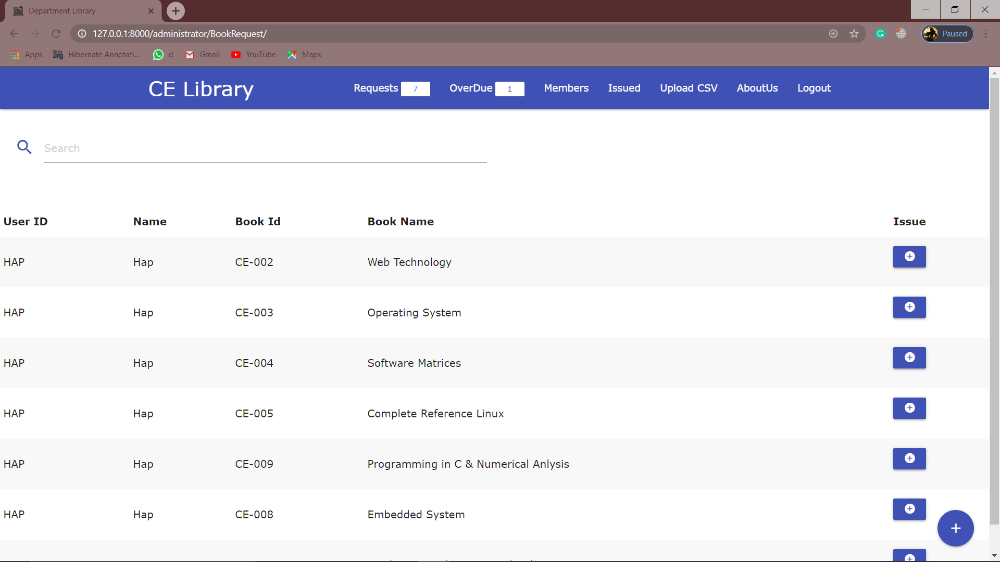 Department Library
127.0.0.1:8000/administrator/BookRequest/
Paused
Apps Hibernate Annotati... d Gmail YouTube Maps
CE Library Requests 7 OverDue 1 Members Issued Upload CSV AboutUs Logout
Search
User ID Name Book Id Book Name Issue
HAP Hap CE-002 Web Technology
HAP Hap CE-003 Operating System
HAP Hap CE-004 Software Matrices
HAP Hap CE-005 Complete Reference Linux
HAP Hap CE-009 Programming in C & Numerical Anlysis
HAP Hap CE-008 Embedded System